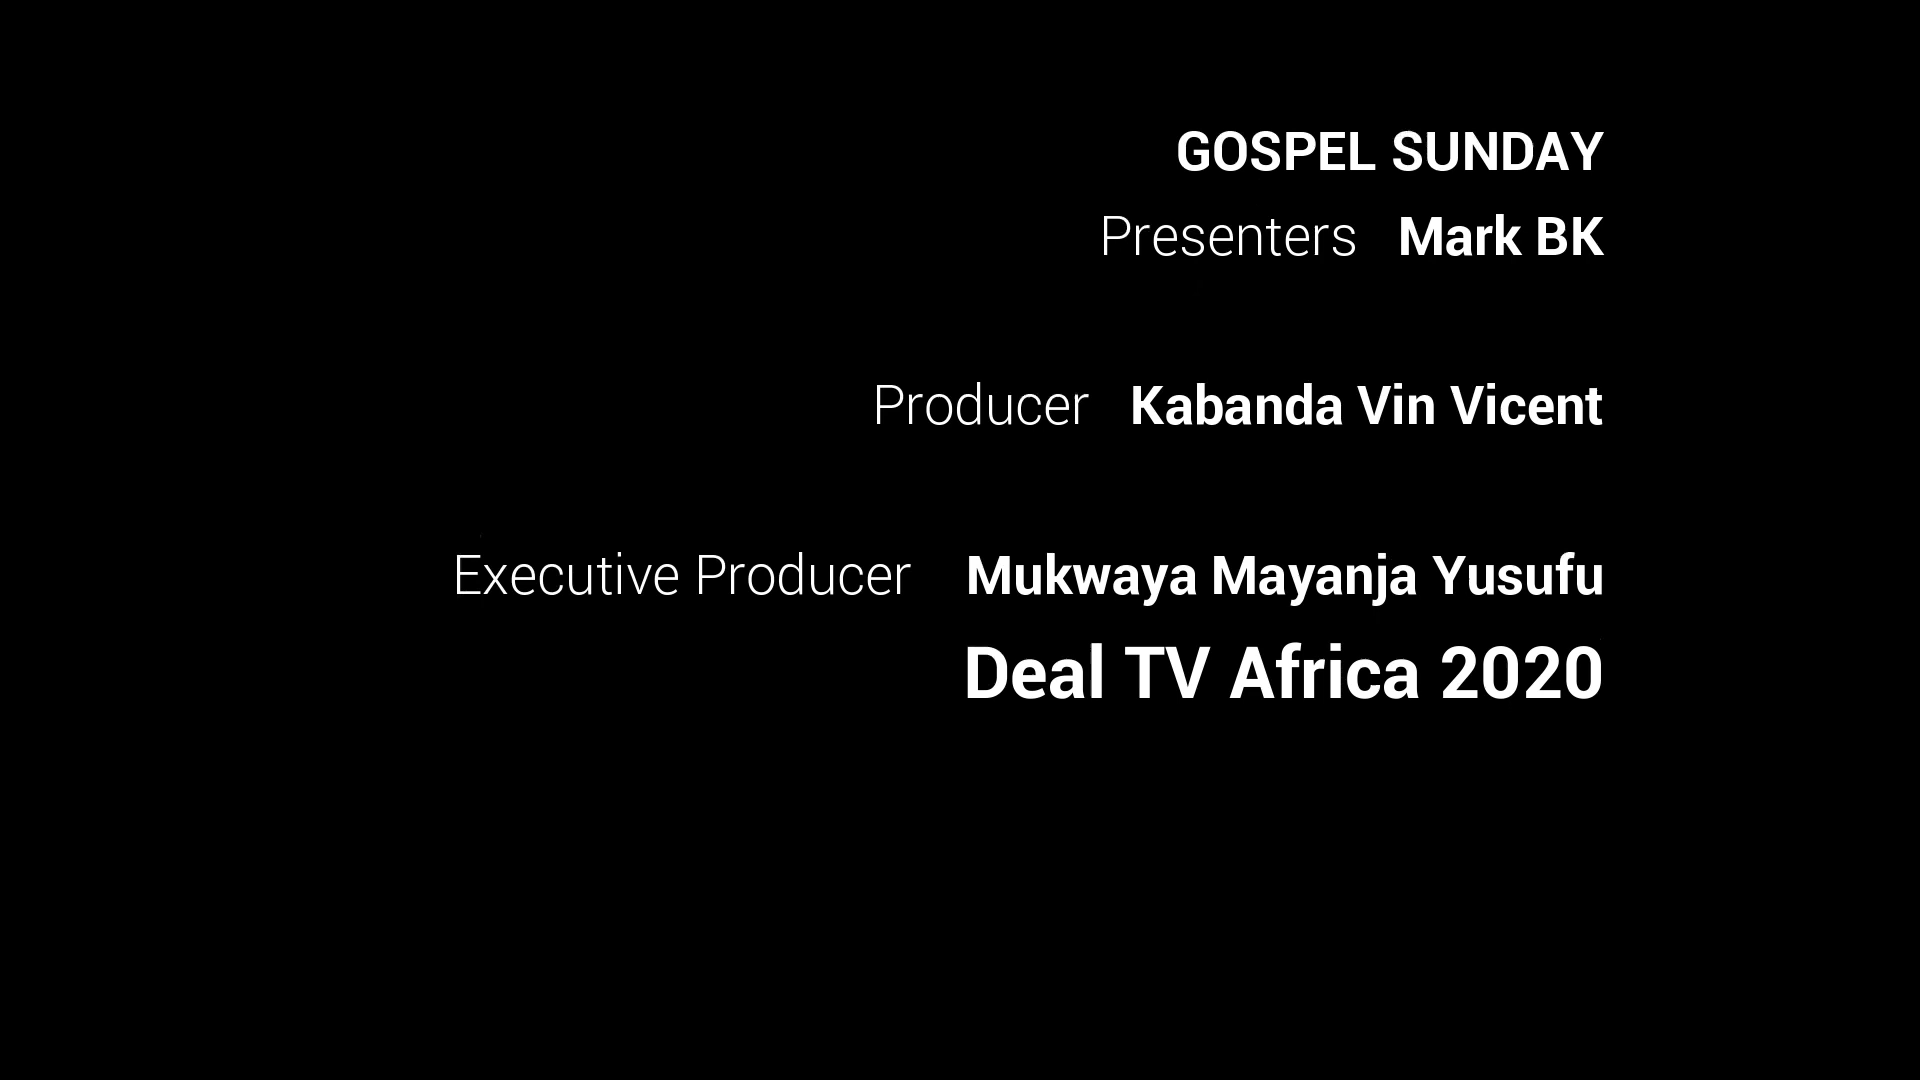 GOSPEL SUNDAY
Presenters Mark BK
Producer Kabanda Vin Vicent
Executive Producer Mukwaya Mayanja Yusufu
Deal TV Africa 2020